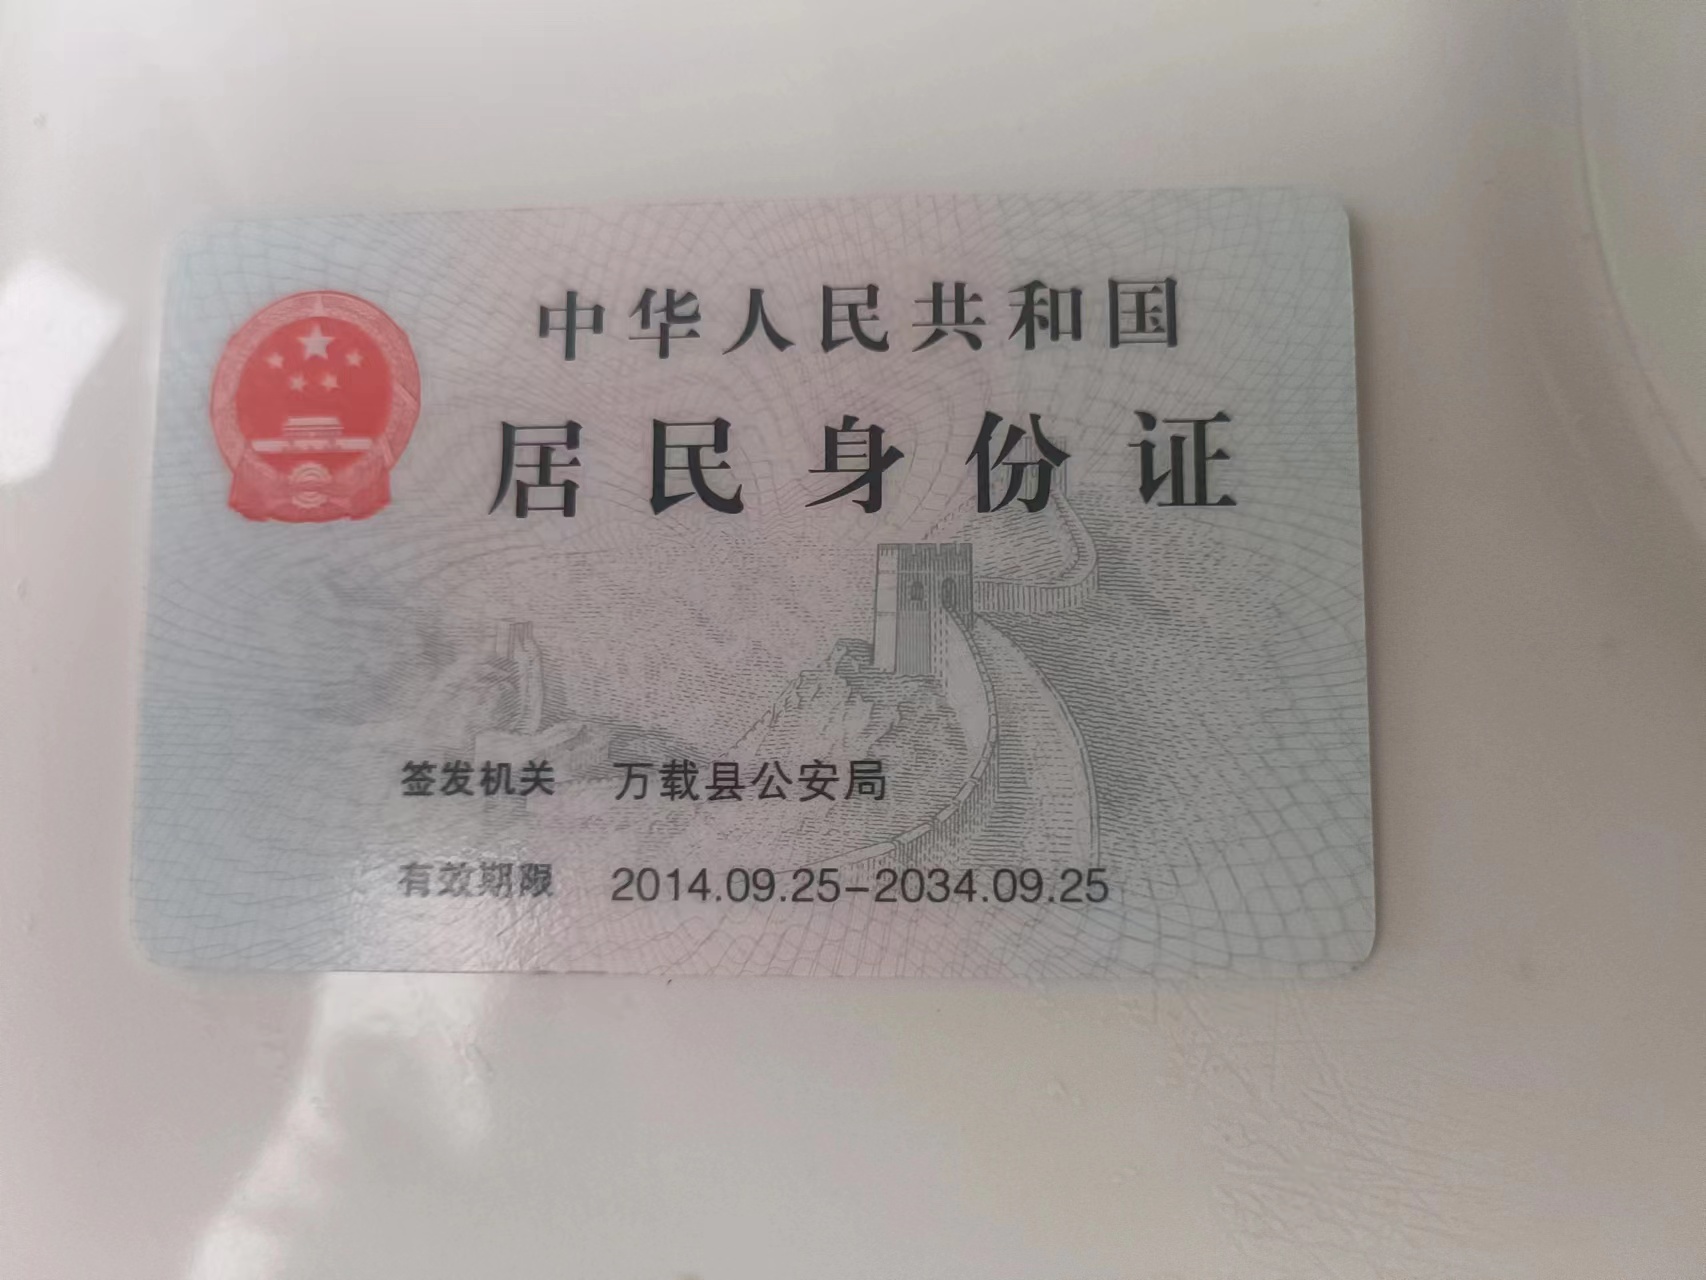 中华人民共和国
居民身份证
签发机关 万载县公安局
有效期限 2014.09.25-2034.09.25